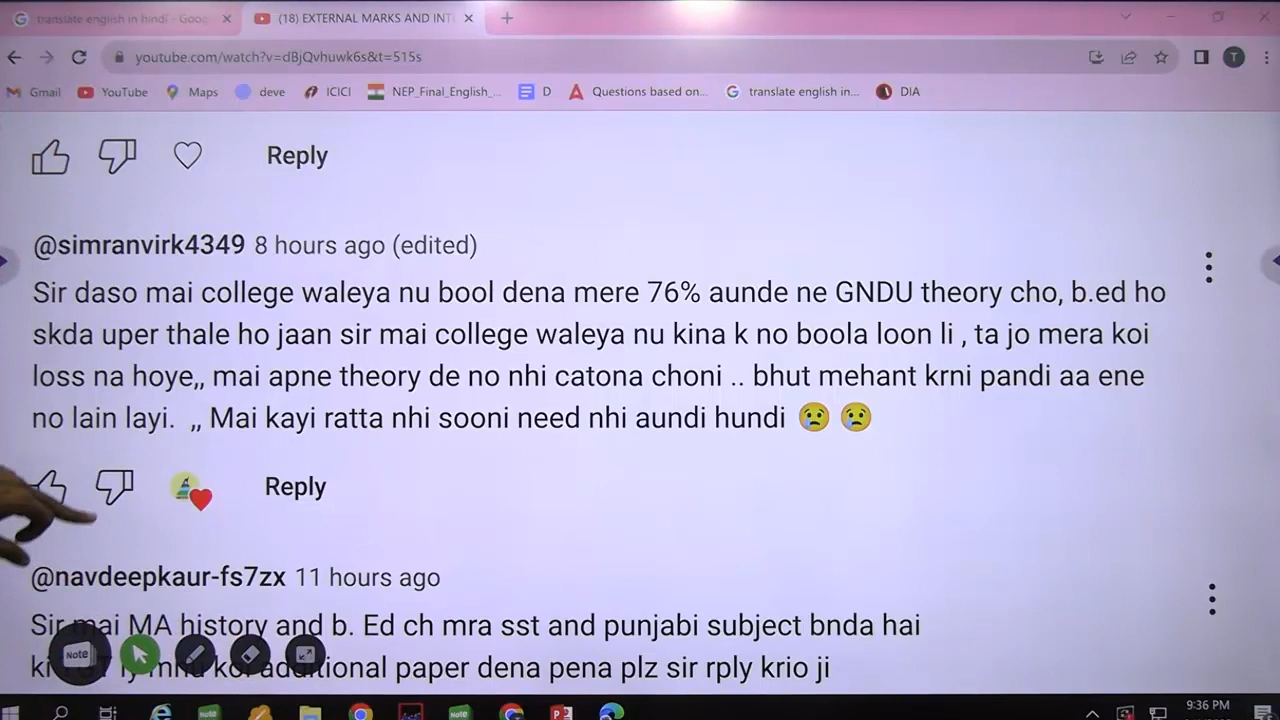 translate english in hindi - Goog
(18) EXTERNAL MARKS AND INT
youtube.com/watch?v=dBjQvhuwk6s&t=515s
T
Gmail YouTube Maps deve ICICI NEP_Final_English_... D Questions based on... translate english in... DIA
Reply
@simranvirk4349 8 hours ago (edited)
Sir daso mai college waleya nu bool dena mere 76% aunde ne GNDU theory cho, b.ed ho
skda uper thale ho jaan sir mai college waleya nu kina k no boola loon li , ta jo mera koi
loss na hoye,, mai apne theory de no nhi catona choni .. bhut mehant krni pandi aa ene
no lain layi. ,, Mai kayi ratta nhi sooni need nhi aundi hundi 😢 😢
Reply
@navdeepkaur-fs7zx 11 hours ago
Sir mai MA history and b. Ed ch mra sst and punjabi subject bnda hai
mnu koi additional paper dena pena plz sir rply krio ji
Note
9:36 PM